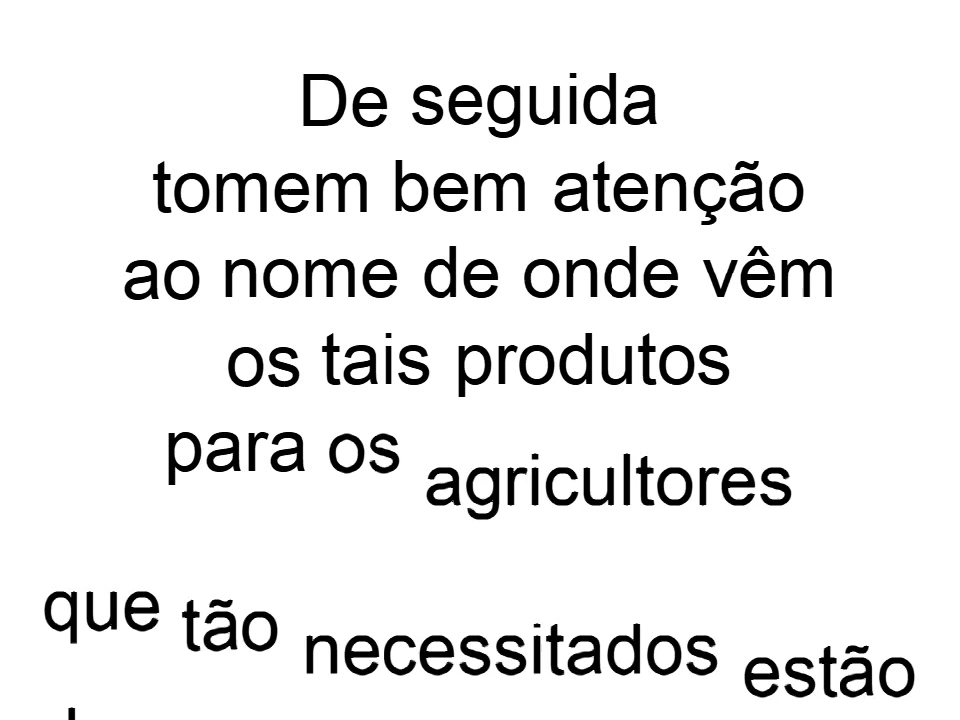 De seguida
tomem bem atenção
ao nome de onde vêm
os tais produtos
para os agricultores
que tão necessitados estão